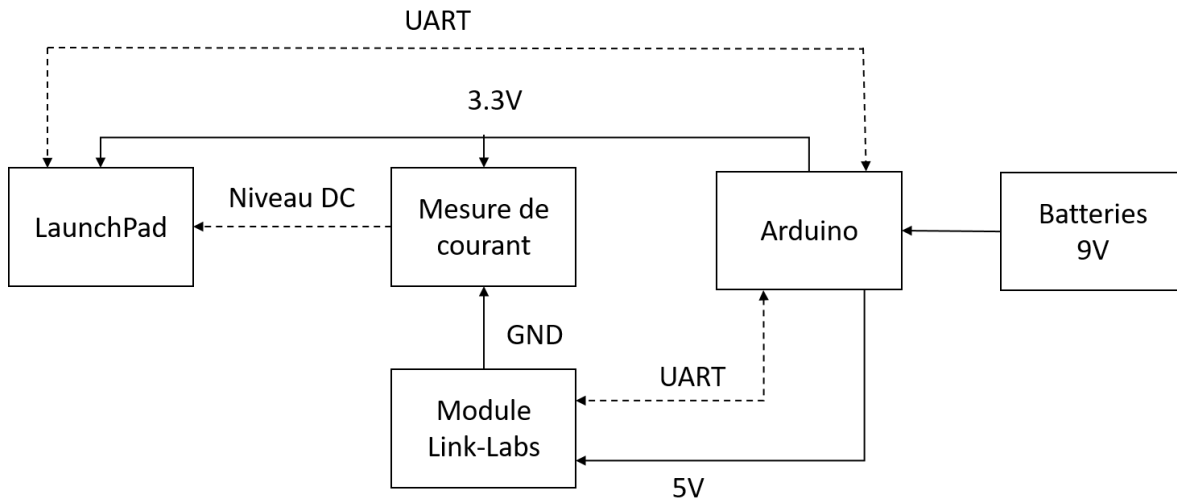 UART
3.3V
LaunchPad
Niveau DC
Mesure de
courant
Arduino
Batteries
9V
GND
UART
Module
Link-Labs
5V